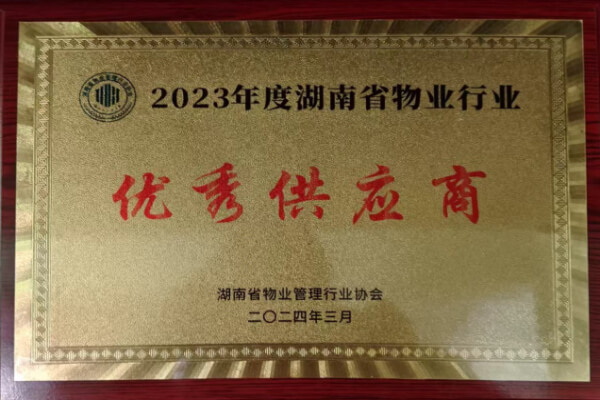 2023年度湖南省物业行业
优秀供应商
湖南省物业管理行业协会
二〇二四年三月